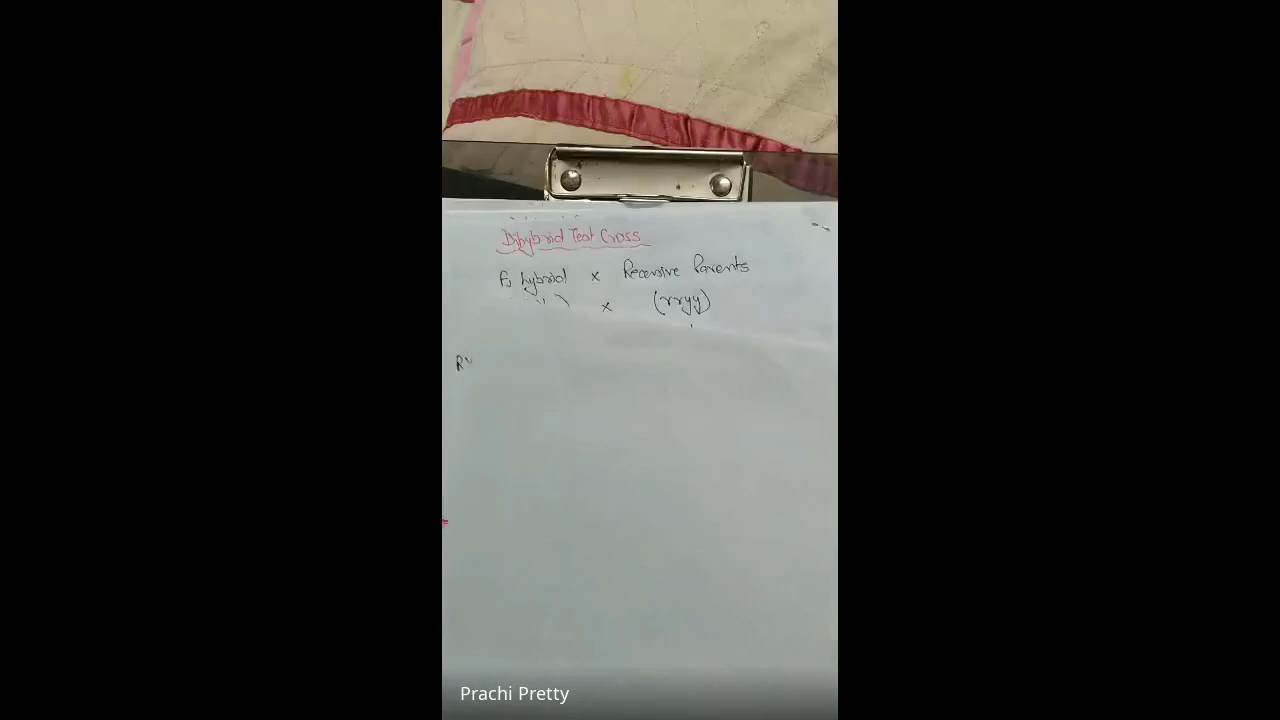 Dihybrid Test Cross
F1 hybrid x Recessive Parents
x (rryy)
Prachi Pretty